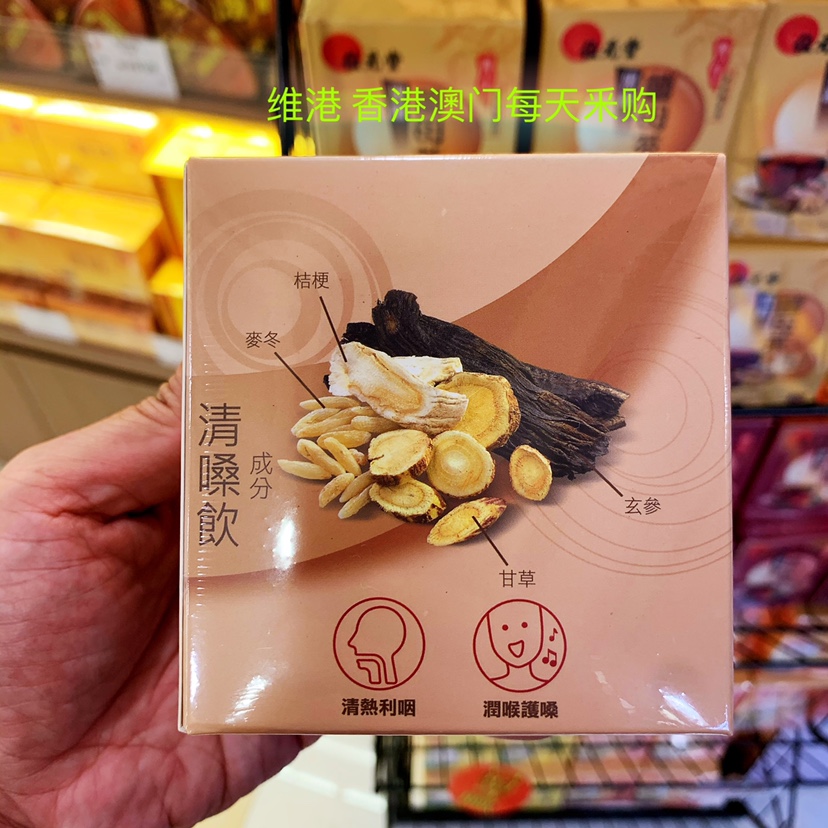 维港 香港澳门每天采购
桔梗
麥冬
清嗓飲
成分
玄參
甘草
清熱利咽
潤喉護嗓